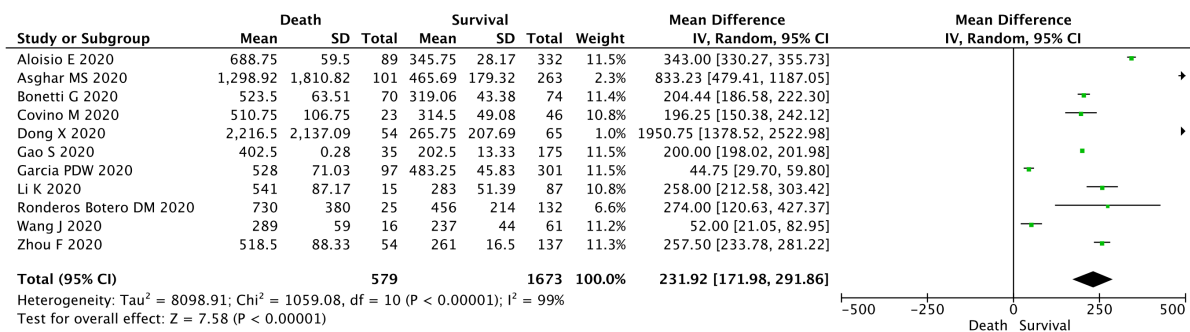 Death Survival Mean Difference Mean Difference
Study or Subgroup Mean SD Total Mean SD Total Weight IV, Random, 95% CI IV, Random, 95% CI
Aloisio E 2020 688.75 59.5 89 345.75 28.17 332 11.5% 343.00 [330.27, 355.73]
Asghar MS 2020 1,298.92 1,810.82 101 465.69 179.32 263 2.3% 833.23 [479.41, 1187.05]
Bonetti G 2020 523.5 63.51 70 319.06 43.38 74 11.4% 204.44 [186.58, 222.30]
Covino M 2020 510.75 106.75 23 314.5 49.08 46 10.8% 196.25 [150.38, 242.12]
Dong X 2020 2,216.5 2,137.09 54 265.75 207.69 65 1.0% 1950.75 [1378.52, 2522.98]
Gao S 2020 402.5 0.28 35 202.5 13.33 175 11.5% 200.00 [198.02, 201.98]
Garcia PDW 2020 528 71.03 97 483.25 45.83 301 11.5% 44.75 [29.70, 59.80]
Li K 2020 541 87.17 15 283 51.39 87 10.8% 258.00 [212.58, 303.42]
Ronderos Botero DM 2020 730 380 25 456 214 132 6.6% 274.00 [120.63, 427.37]
Wang J 2020 289 59 16 237 44 61 11.2% 52.00 [21.05, 82.95]
Zhou F 2020 518.5 88.33 54 261 16.5 137 11.3% 257.50 [233.78, 281.22]
Total (95% CI) 579 1673 100.0% 231.92 [171.98, 291.86]
Heterogeneity: Tau² = 8098.91; Chi² = 1059.08, df = 10 (P < 0.00001); I² = 99%
Test for overall effect: Z = 7.58 (P < 0.00001)
-500 -250 0 250 500
Death Survival